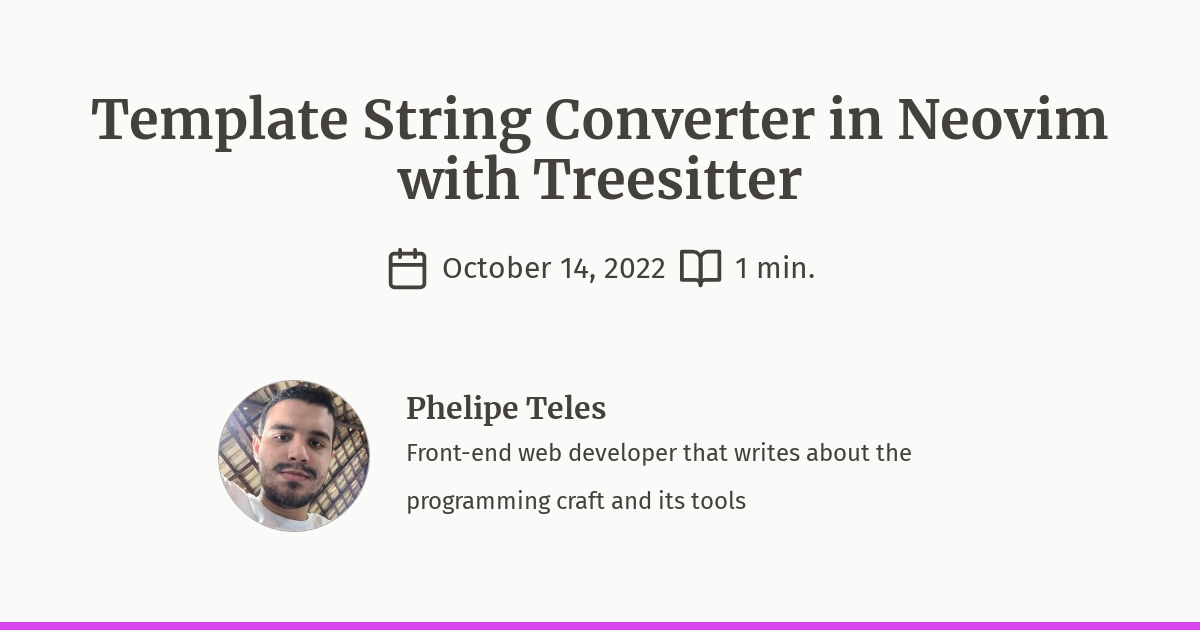 Template String Converter in Neovim
with Treesitter
October 14, 2022 1 min.
Phelipe Teles
Front-end web developer that writes about the
programming craft and its tools